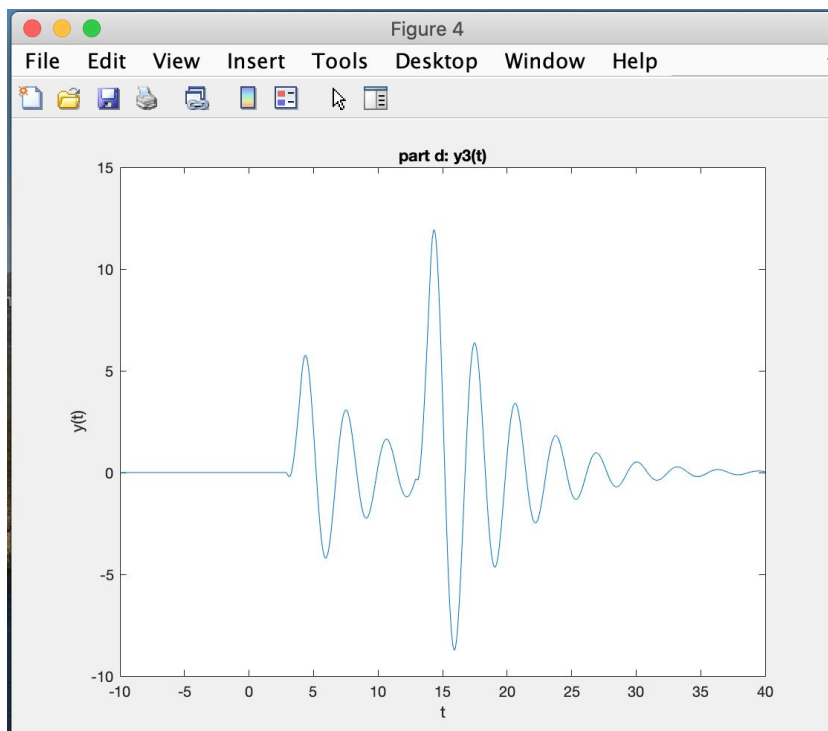 Figure 4
File Edit View Insert Tools Desktop Window Help
part d: y3(t)
15
10
5
0
-5
-10
y(t)
-10 -5 0 5 10 15 20 25 30 35 40
t